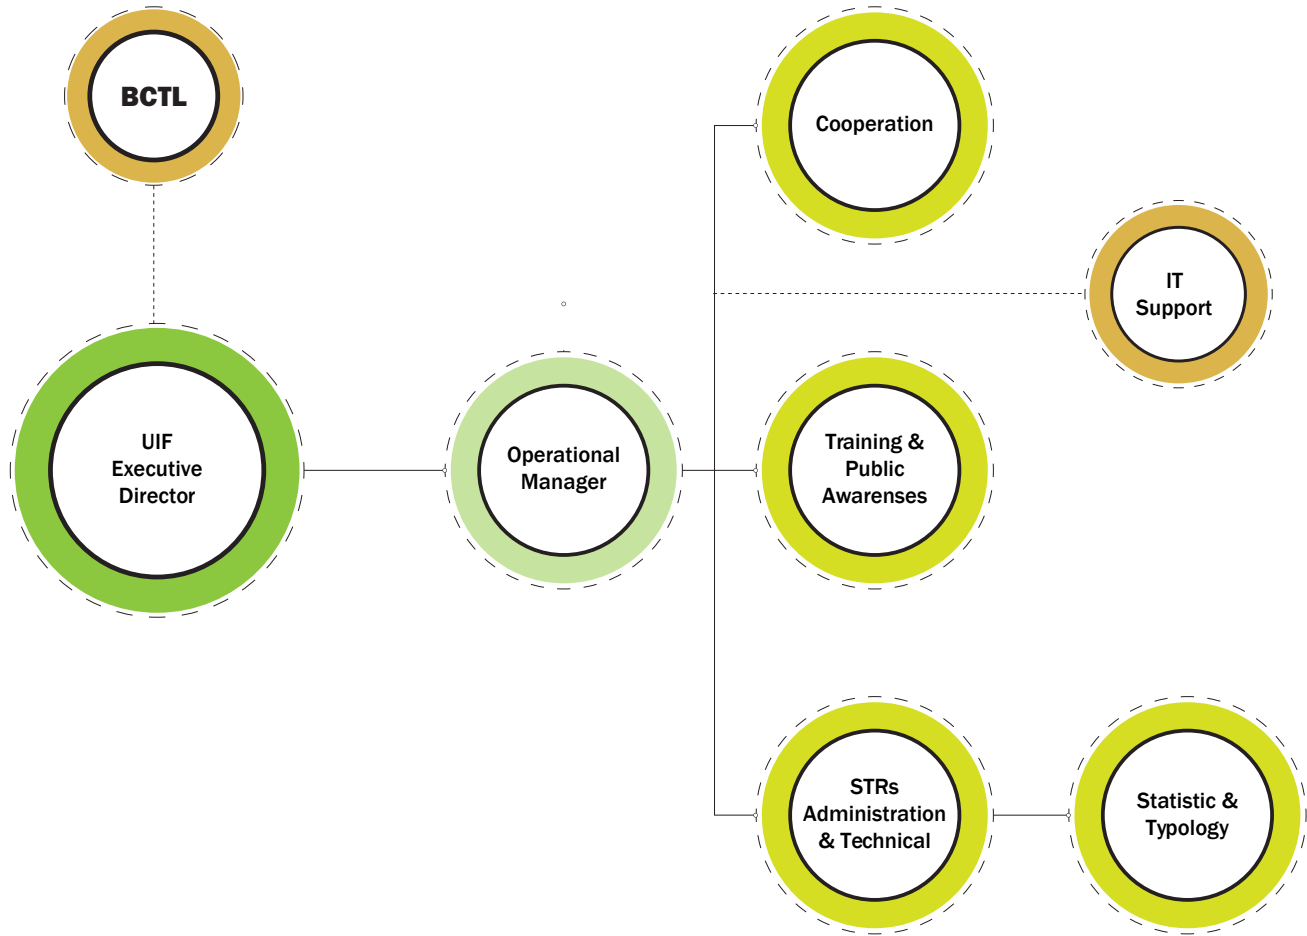 BCTL
Cooperation
IT
Support
UIF
Executive
Director
Operational
Manager
Training &
Public
Awarenses
STRs
Administration
& Technical
Statistic &
Typology